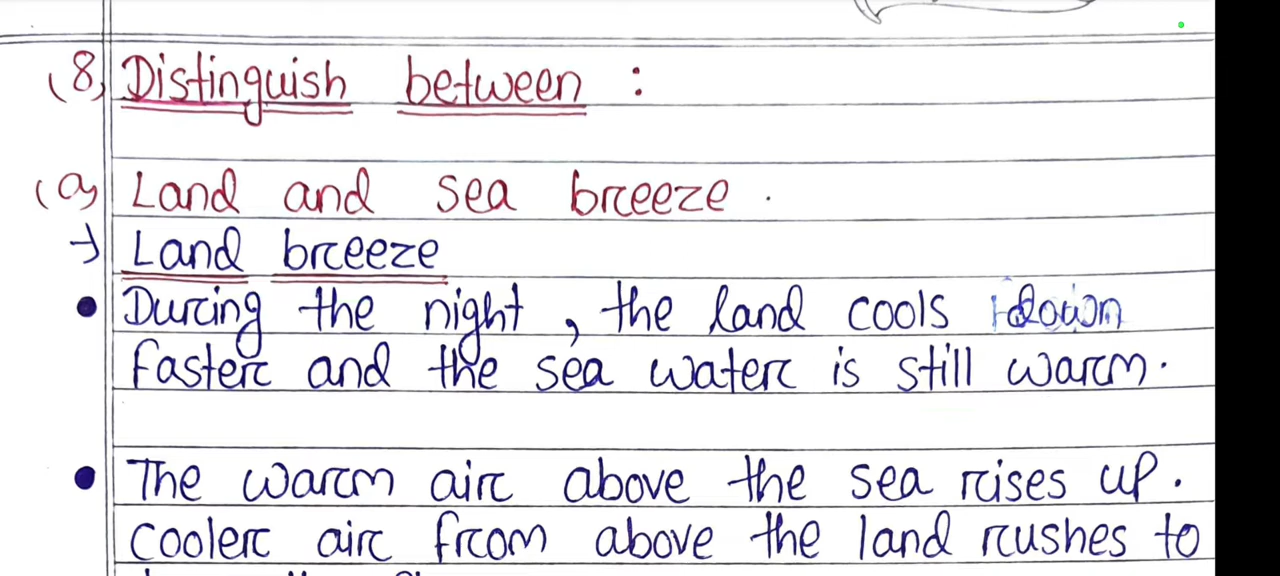 (8) Distinguish between :
(a) Land and sea breeze .
→ Land breeze
• During the night , the land cools down
faster and the sea water is still warm.
• The warm air above the sea rises up.
cooler air from above the land rushes to